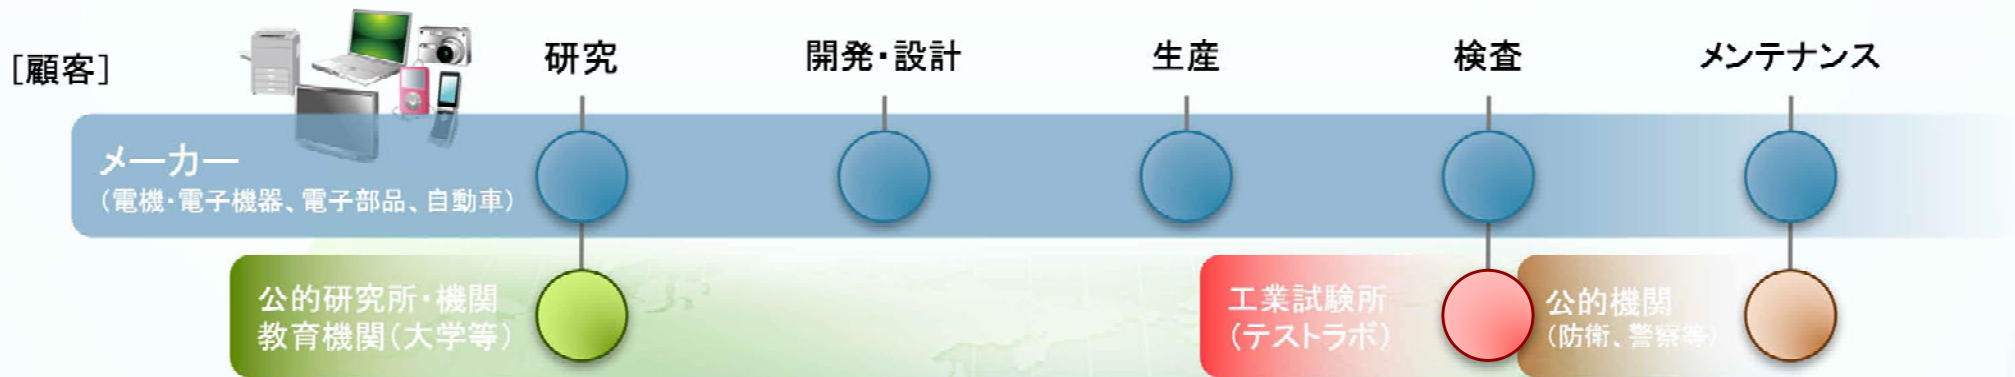 [顧客]
研究
開発・設計
生産
検査
メンテナンス
メーカー
(電機・電子機器、電子部品、自動車)
公的研究所・機関
教育機関(大学等)
工業試験所
(テストラボ)
公的機関
(防衛、警察等)